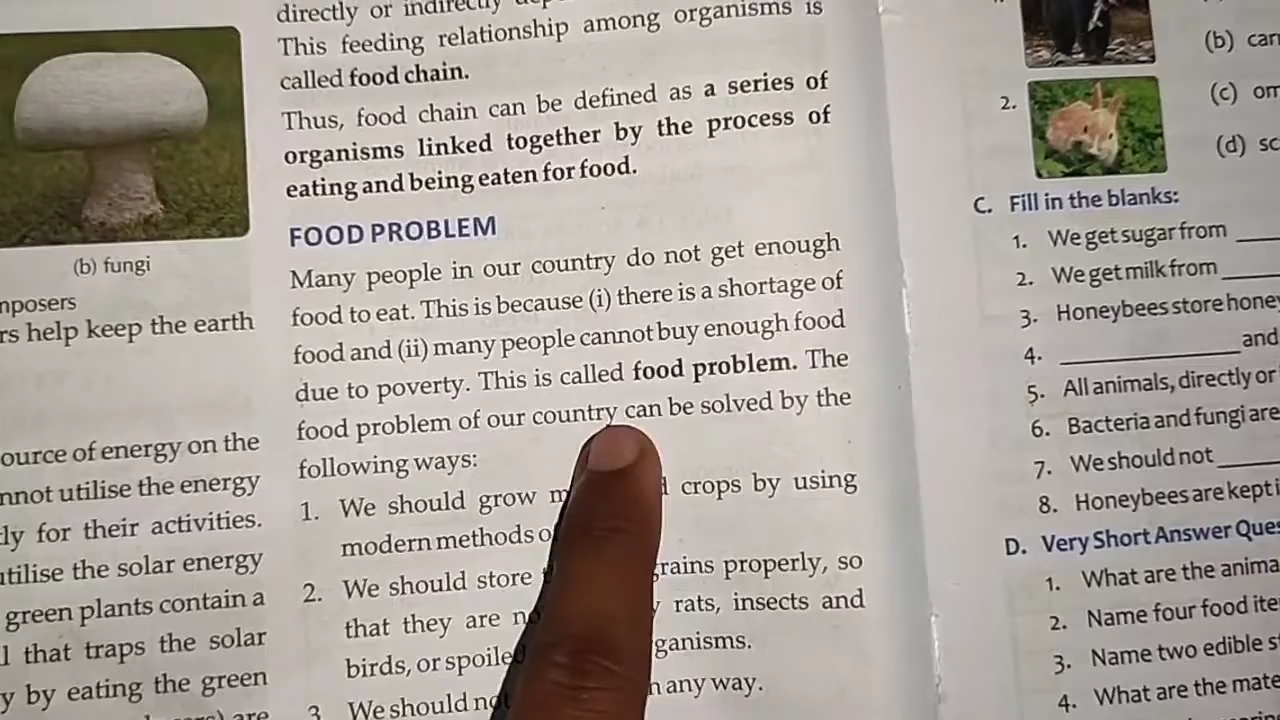 (b) fungi
nposers
rs help keep the earth
ource of energy on the
nnot utilise the energy
ly for their activities.
utilise the solar energy
green plants contain a
l that traps the solar
y by eating the green
are
directly or indirectly
This feeding relationship among organisms is
called food chain.
Thus, food chain can be defined as a series of
organisms linked together by the process of
eating and being eaten for food.
FOOD PROBLEM
Many people in our country do not get enough
food to eat. This is because (i) there is a shortage of
food and (ii) many people cannot buy enough food
due to poverty. This is called food problem. The
food problem of our country can be solved by the
following ways:
1. We should grow crops by using
modern methods
2. We should store grains properly, so
that they are rats, insects and
birds, or
3. We should any way.
2.
(b) car
(c) om
(d) sc
C. Fill in the blanks:
1. We get sugar from
2. We get milk from
3. Honeybees store honey
4. and
5. All animals, directly or
6. Bacteria and fungi are
7. We should not
8. Honeybees are kept i
D. Very Short Answer Ques
1. What are the anima
2. Name four food ite
3. Name two edible s
4. What are the mate